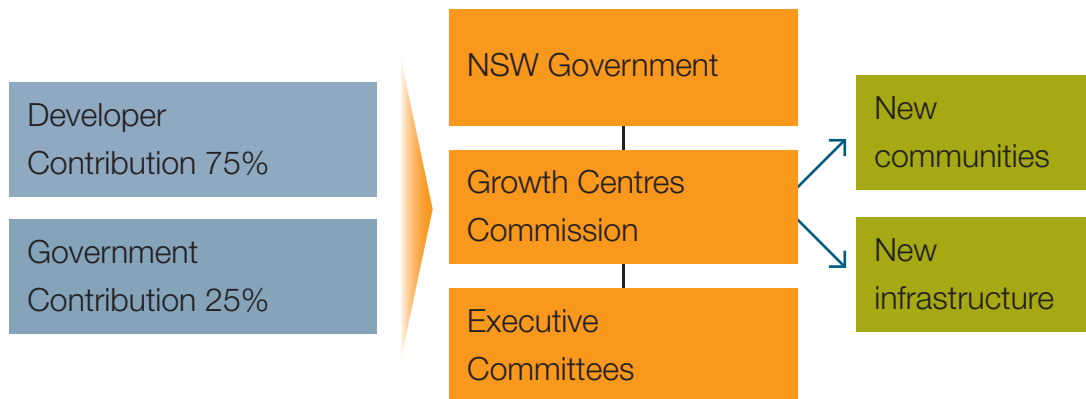 Developer
Contribution 75%
Government
Contribution 25%
NSW Government
Growth Centres
Commission
Executive
Committees
New
communities
New
infrastructure